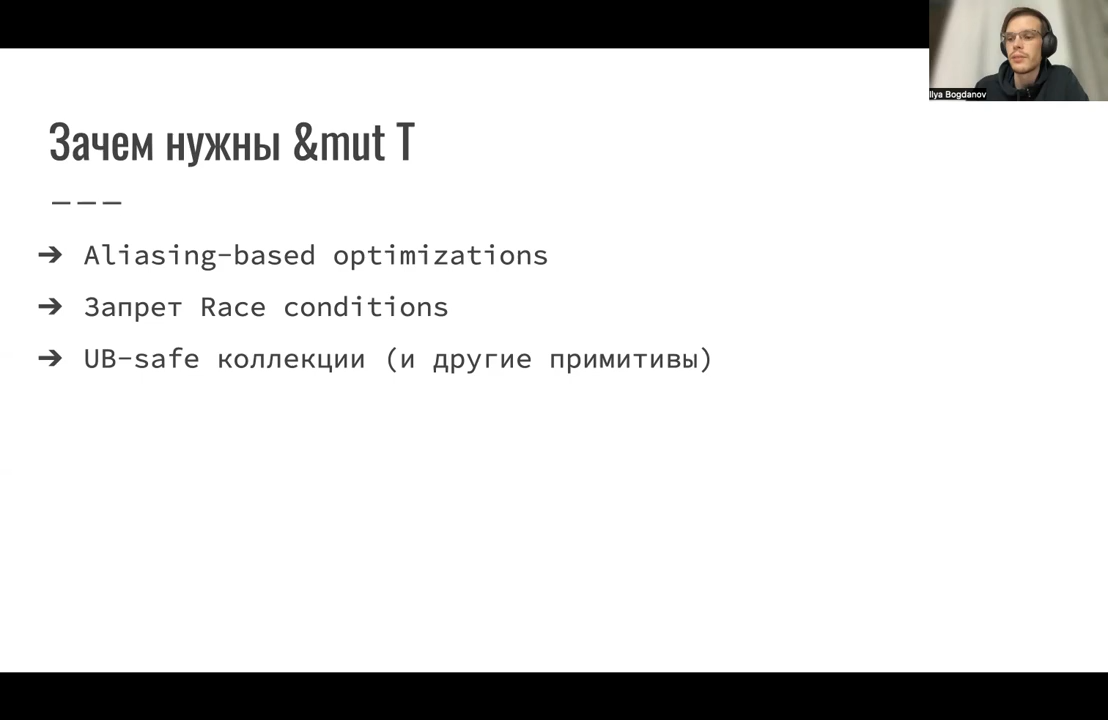 Ilya Bogdanov
Зачем нужны &mut T
———
➔ Aliasing-based optimizations
➔ Запрет Race conditions
➔ UB-safe коллекции (и другие примитивы)